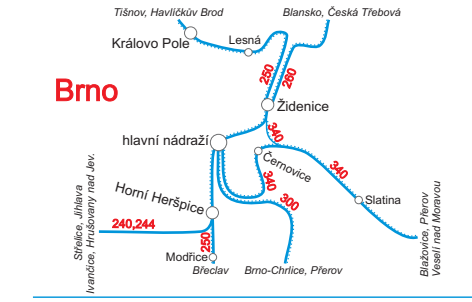 Tišnov, Havlíčkův Brod
Blansko, Česká Třebová
Královo Pole
Lesná
250
260
Brno
Židenice
340
hlavní nádraží
Černovice
340
340
Horní Heršpice
300
Slatina
240,244
250
Modřice
Břeclav
Brno-Chrlice, Přerov
Střelice, Jihlava
Ivančice, Hrušovany nad Jev.
Blažovice, Přerov
Veselí nad Moravou